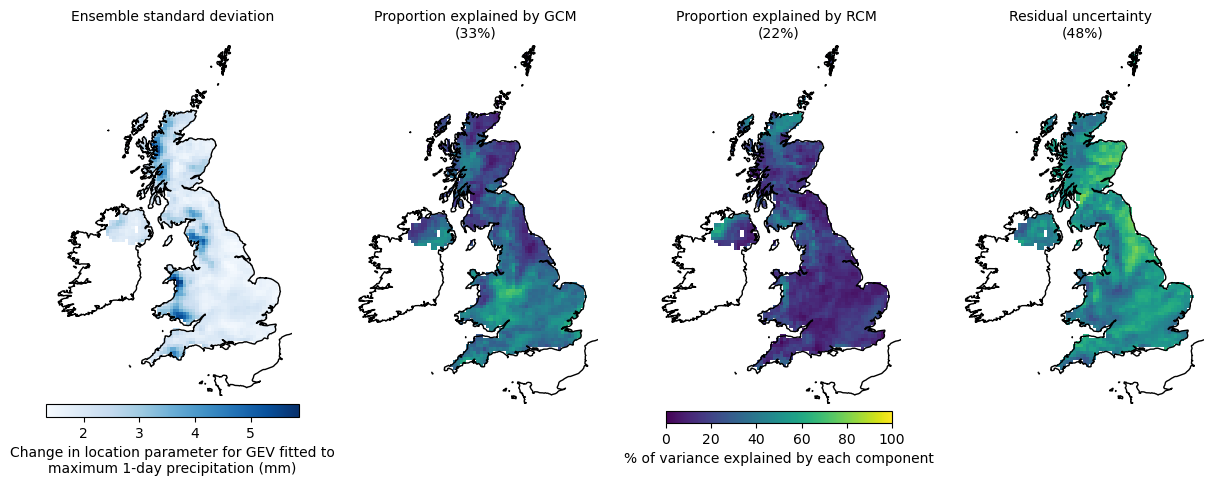 Ensemble standard deviation
Proportion explained by GCM
(33%)
Proportion explained by RCM
(22%)
Residual uncertainty
(48%)
2 3 4 5
Change in location parameter for GEV fitted to
maximum 1-day precipitation (mm)
0 20 40 60 80 100
% of variance explained by each component